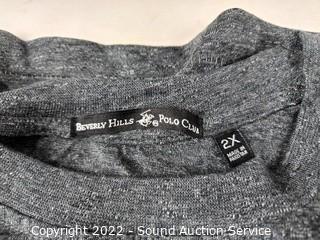 BEVERLY HILLS POLO CLUB
2X
MADE IN
Copyright 2022 - Sound Auction Service